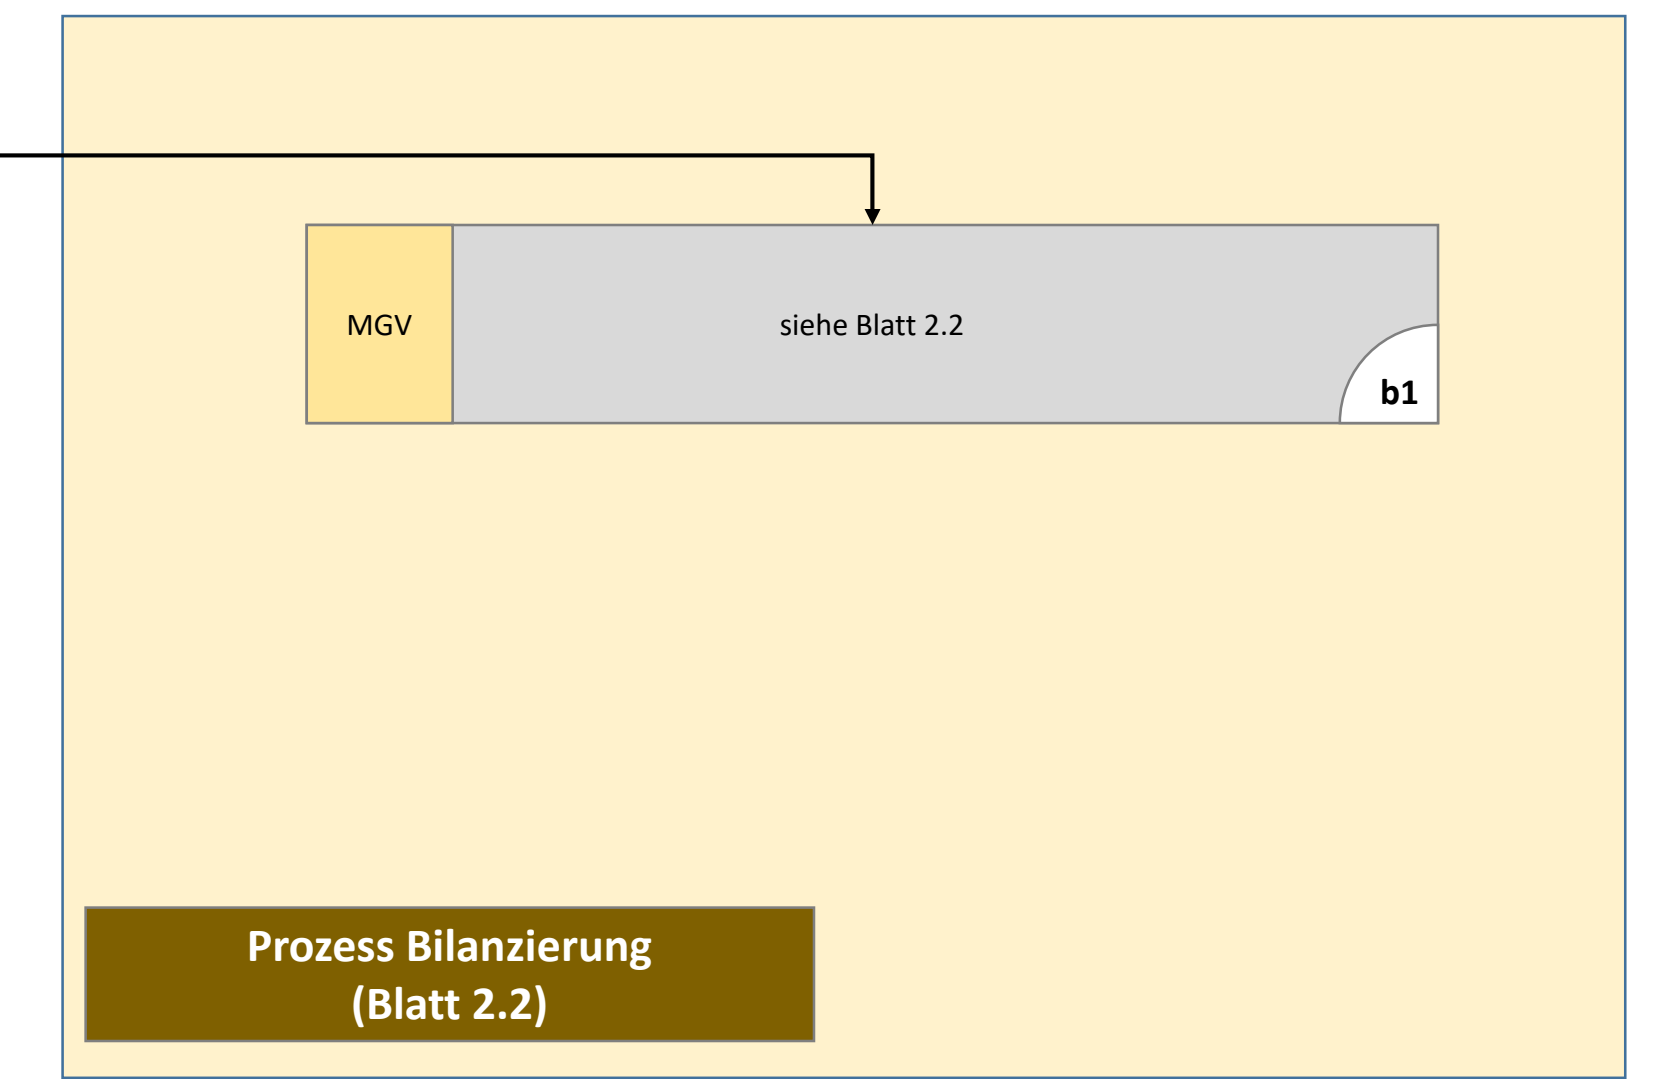 MGV
siehe Blatt 2.2
b1
Prozess Bilanzierung
(Blatt 2.2)